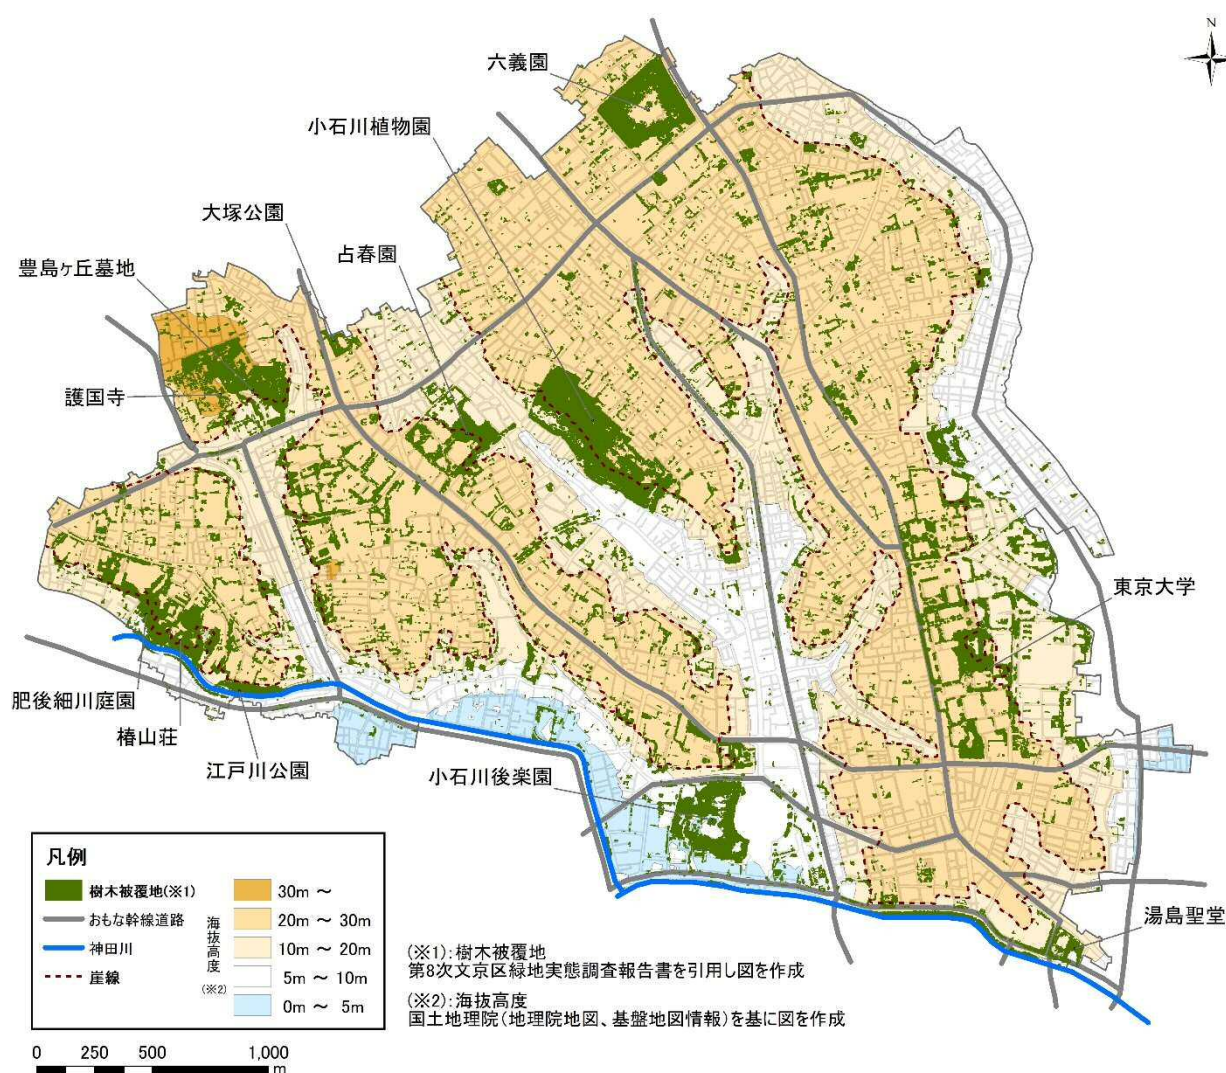 N
六義園
小石川植物園
大塚公園
占春園
豊島ヶ丘墓地
護国寺
東京大学
肥後細川庭園
椿山荘
江戸川公園
小石川後楽園
湯島聖堂
凡例
樹木被覆地(※1)
おもな幹線道路
神田川
崖線
海抜高度
(※2)
30m ～
20m ～ 30m
10m ～ 20m
5m ～ 10m
0m ～ 5m
(※1):樹木被覆地
第8次文京区緑地実態調査報告書を引用し図を作成
(※2):海抜高度
国土地理院(地理院地図、基盤地図情報)を基に図を作成
0 250 500 1,000
m